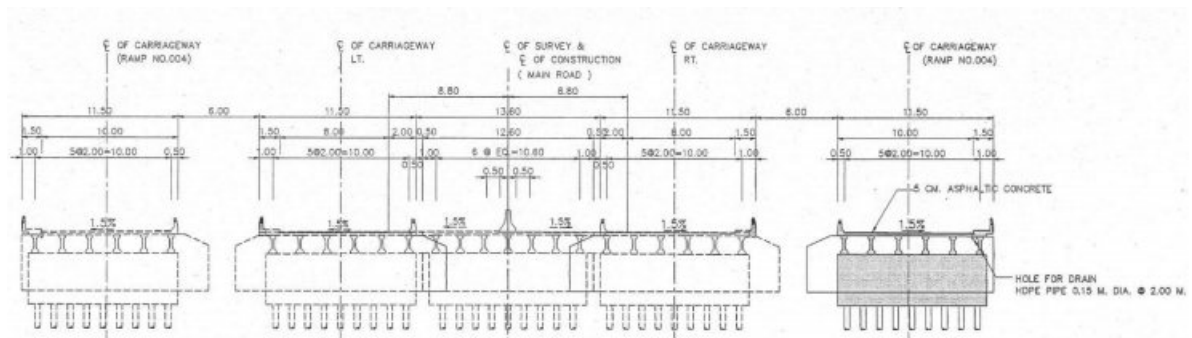 ℄ OF CARRIAGEWAY
(RAMP NO.004)
℄ OF CARRIAGEWAY
LT.
℄ OF SURVEY &
℄ OF CONSTRUCTION
( MAIN ROAD )
℄ OF CARRIAGEWAY
RT.
℄ OF CARRIAGEWAY
(RAMP NO.004)
8.80 8.80
11.50 6.00 11.50 13.60 11.50 6.00 11.50
1.50 10.00 1.50 8.00 2.00 0.50 12.60 0.50 2.00 8.00 1.50 10.00 1.50
1.00 5@2.00=10.00 0.50 1.00 5@2.00=10.00 1.00 6 @ EQ.=10.60 1.00 5@2.00=10.00 1.00 0.50 5@2.00=10.00 1.00
0.50 0.50 0.50 0.50
5 CM. ASPHALTIC CONCRETE
1.5% 1.5% 1.5% 1.5% 1.5% 1.5%
HOLE FOR DRAIN
HDPE PIPE 0.15 M. DIA. @ 2.00 M.